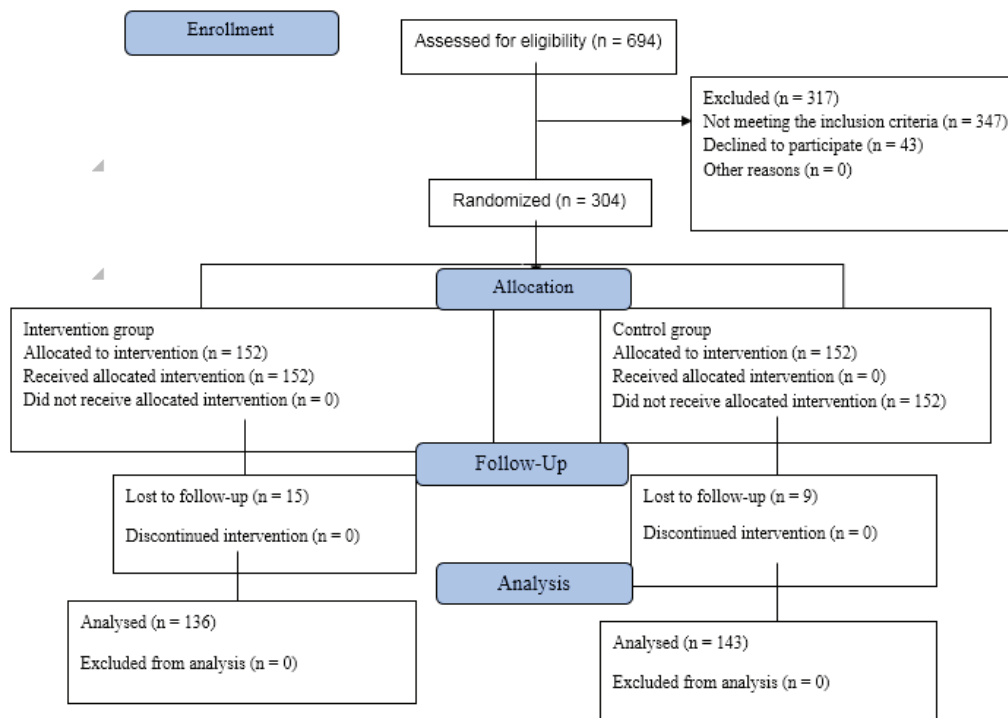 Enrollment
Assessed for eligibility (n = 694)
Excluded (n = 317)
Not meeting the inclusion criteria (n = 347)
Declined to participate (n = 43)
Other reasons (n = 0)
Randomized (n = 304)
Allocation
Intervention group
Allocated to intervention (n = 152)
Received allocated intervention (n = 152)
Did not receive allocated intervention (n = 0)
Control group
Allocated to intervention (n = 152)
Received allocated intervention (n = 0)
Did not receive allocated intervention (n = 152)
Follow-Up
Lost to follow-up (n = 15)
Discontinued intervention (n = 0)
Lost to follow-up (n = 9)
Discontinued intervention (n = 0)
Analysis
Analysed (n = 136)
Excluded from analysis (n = 0)
Analysed (n = 143)
Excluded from analysis (n = 0)